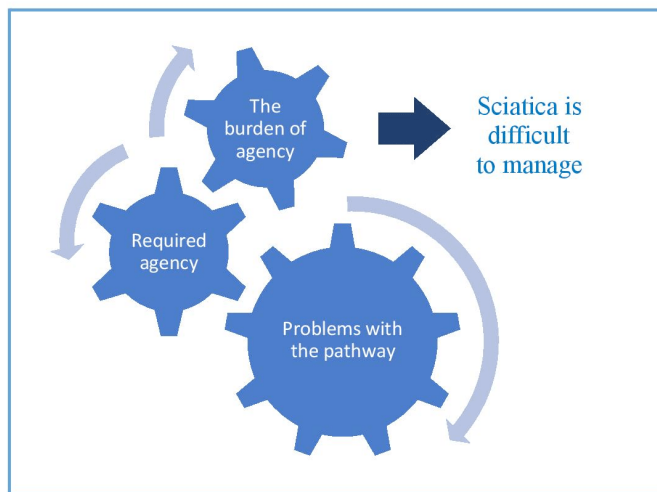 The
burden of
agency
Sciatica is
difficult
to manage
Required
agency
Problems with
the pathway